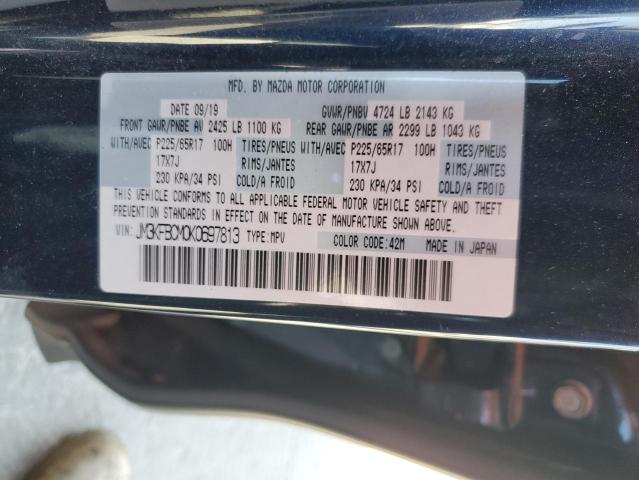 MFD. BY MAZDA MOTOR CORPORATION
DATE 09/19 GVWR/PNBV 4724 LB 2143 KG
FRONT GAWR/PNBE AV 2425 LB 1100 KG REAR GAWR/PNBE AR 2299 LB 1043 KG
WITH/AVEC P225/65R17 100H TIRES/PNEUS WITH/AVEC P225/65R17 100H TIRES/PNEUS
17X7J RIMS/JANTES 17X7J RIMS/JANTES
230 KPA/34 PSI COLD/A FROID 230 KPA/34 PSI COLD/A FROID
THIS VEHICLE CONFORMS TO ALL APPLICABLE FEDERAL MOTOR VEHICLE SAFETY AND THEFT
PREVENTION STANDARDS IN EFFECT ON THE DATE OF MANUFACTURE SHOWN ABOVE.
VIN: JM3KFBCM0K0697813 TYPE: MPV COLOR CODE: 42M MADE IN JAPAN